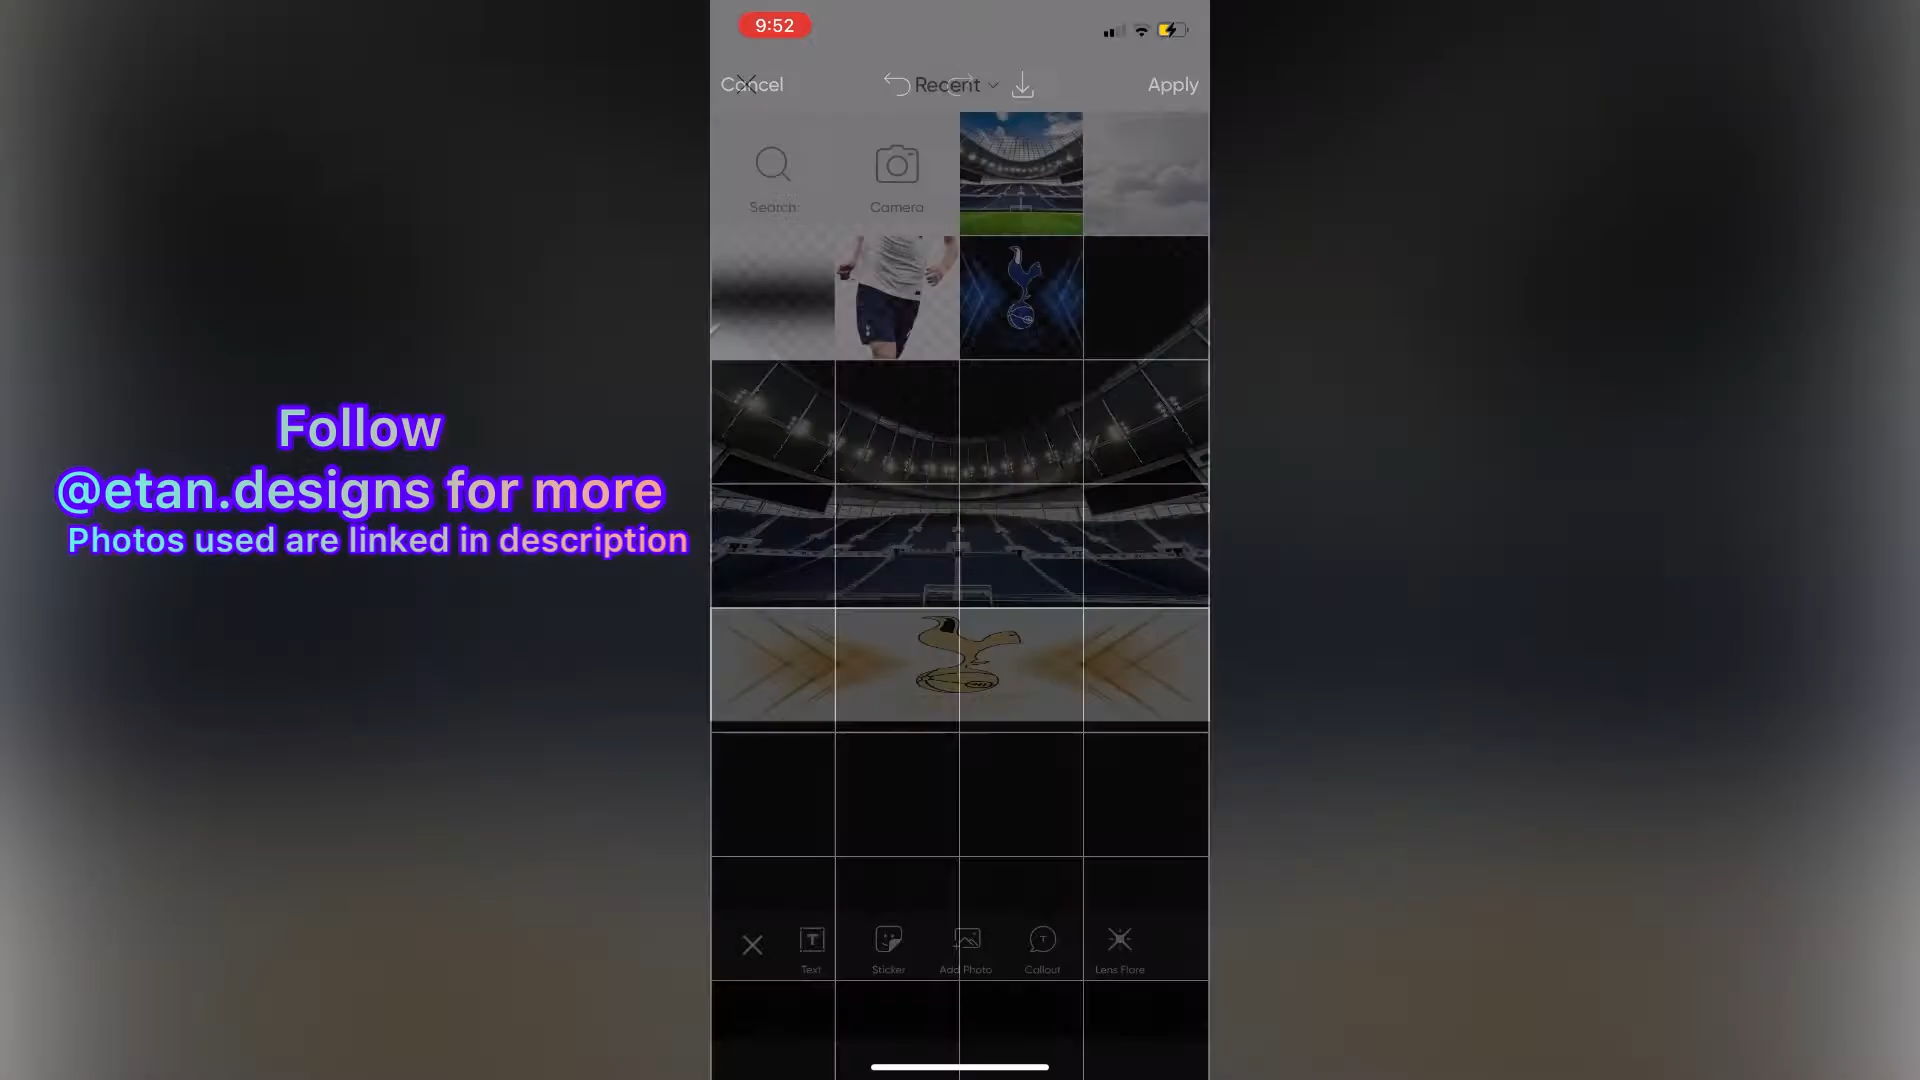 9:52
Cancel
Recent
Apply
Search
Camera
Follow
@etan.designs for more
Photos used are linked in description
Text
Sticker
Add Photo
Callout
Lens Flare